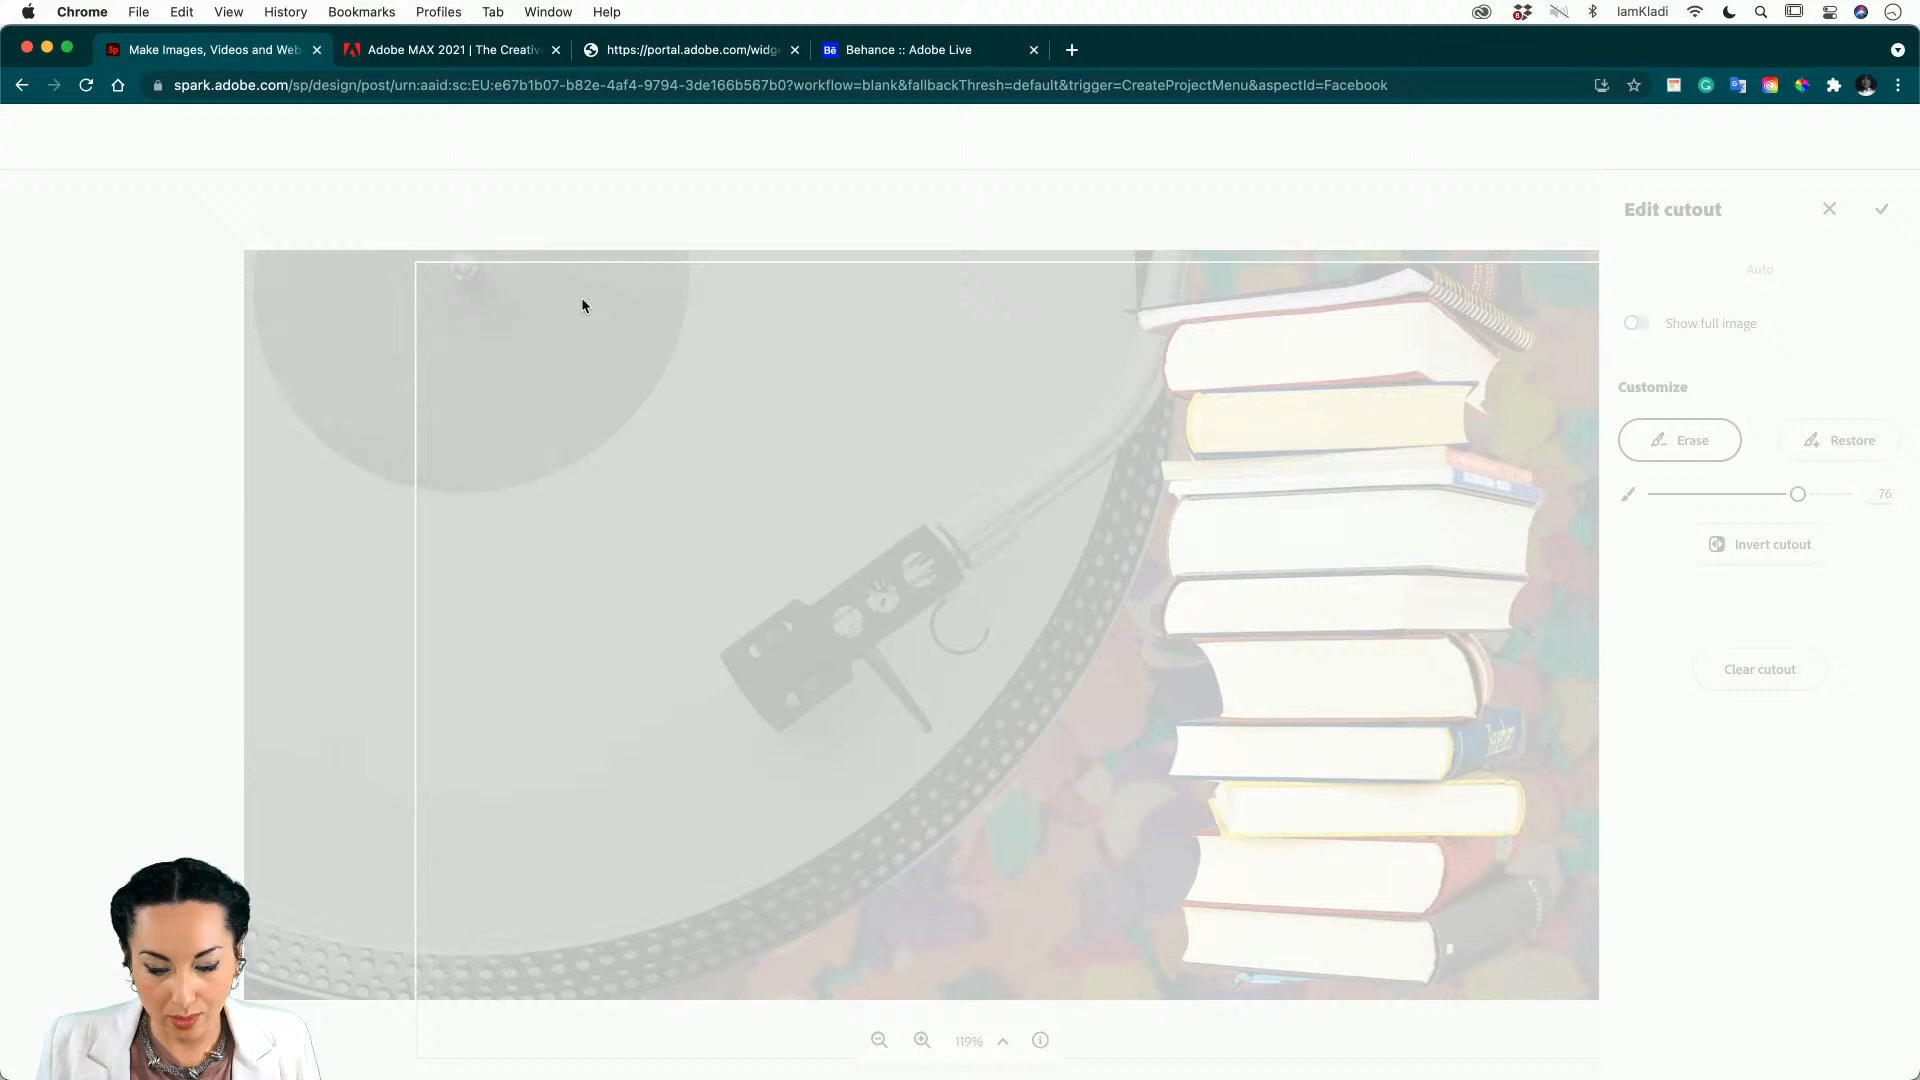 Chrome File Edit View History Bookmarks Profiles Tab Window Help
IamKladi
Make Images, Videos and Web
Adobe MAX 2021 | The Creativ
https://portal.adobe.com/widg
Behance :: Adobe Live
spark.adobe.com/sp/design/post/urn:aaid:sc:EU:e67b1b07-b82e-4af4-9794-3de166b567b0?workflow=blank&fallbackThresh=default&trigger=CreateProjectMenu&aspectId=Facebook
Edit cutout
Auto
Show full image
Customize
Erase
Restore
76
Invert cutout
Clear cutout
119%